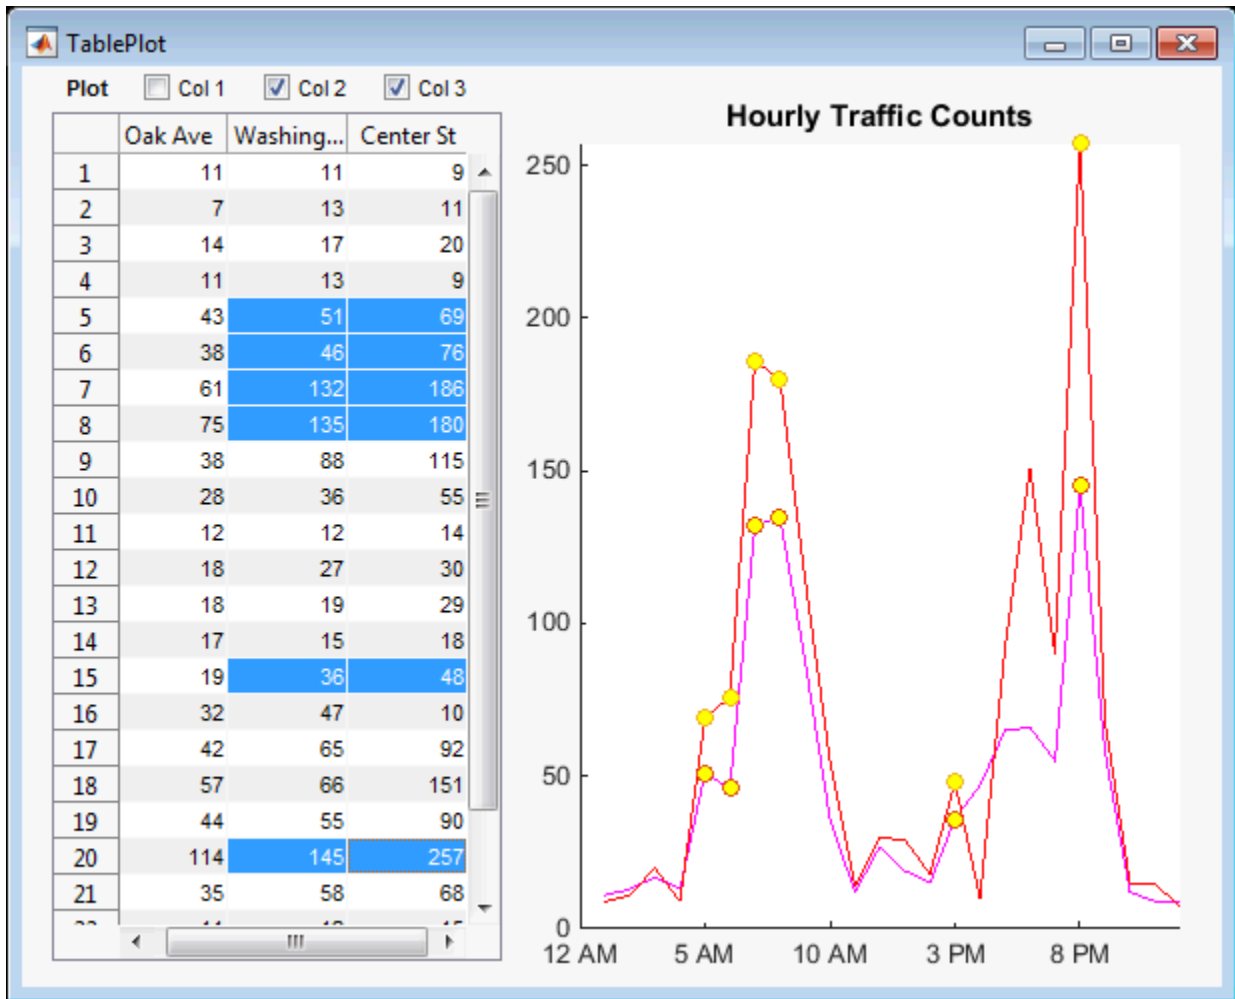 TablePlot
Plot Col 1 Col 2 Col 3
Oak Ave Washing... Center St
1 11 11 9
2 7 13 11
3 14 17 20
4 11 13 9
5 43 51 69
6 38 46 76
7 61 132 186
8 75 135 180
9 38 88 115
10 28 36 55
11 12 12 14
12 18 27 30
13 18 19 29
14 17 15 18
15 19 36 48
16 32 47 10
17 42 65 92
18 57 66 151
19 44 55 90
20 114 145 257
21 35 58 68
Hourly Traffic Counts
250
200
150
100
50
0
12 AM 5 AM 10 AM 3 PM 8 PM